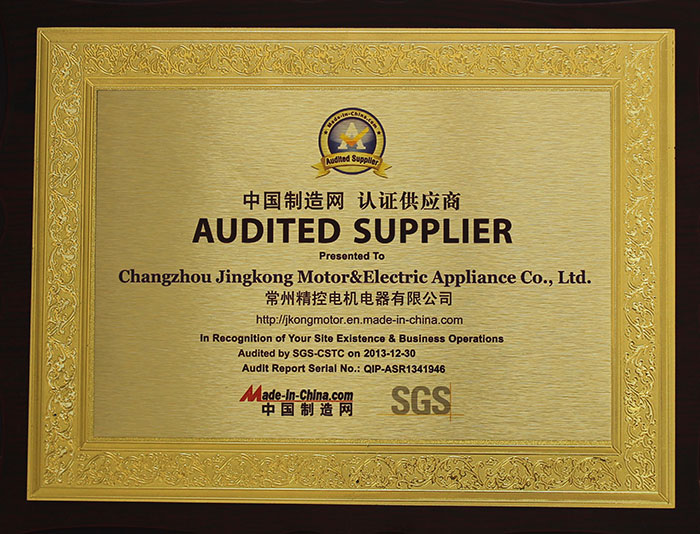 Made-in-China.com
Audited Supplier
中国制造网 认证供应商
AUDITED SUPPLIER
Presented To
Changzhou Jingkong Motor&Electric Appliance Co., Ltd.
常州精控电机电器有限公司
http://jkongmotor.en.made-in-china.com
In Recognition of Your Site Existence & Business Operations
Audited by SGS-CSTC on 2013-12-30
Audit Report Serial No.: QIP-ASR1341946
Made-in-China.com
中国制造网
SGS